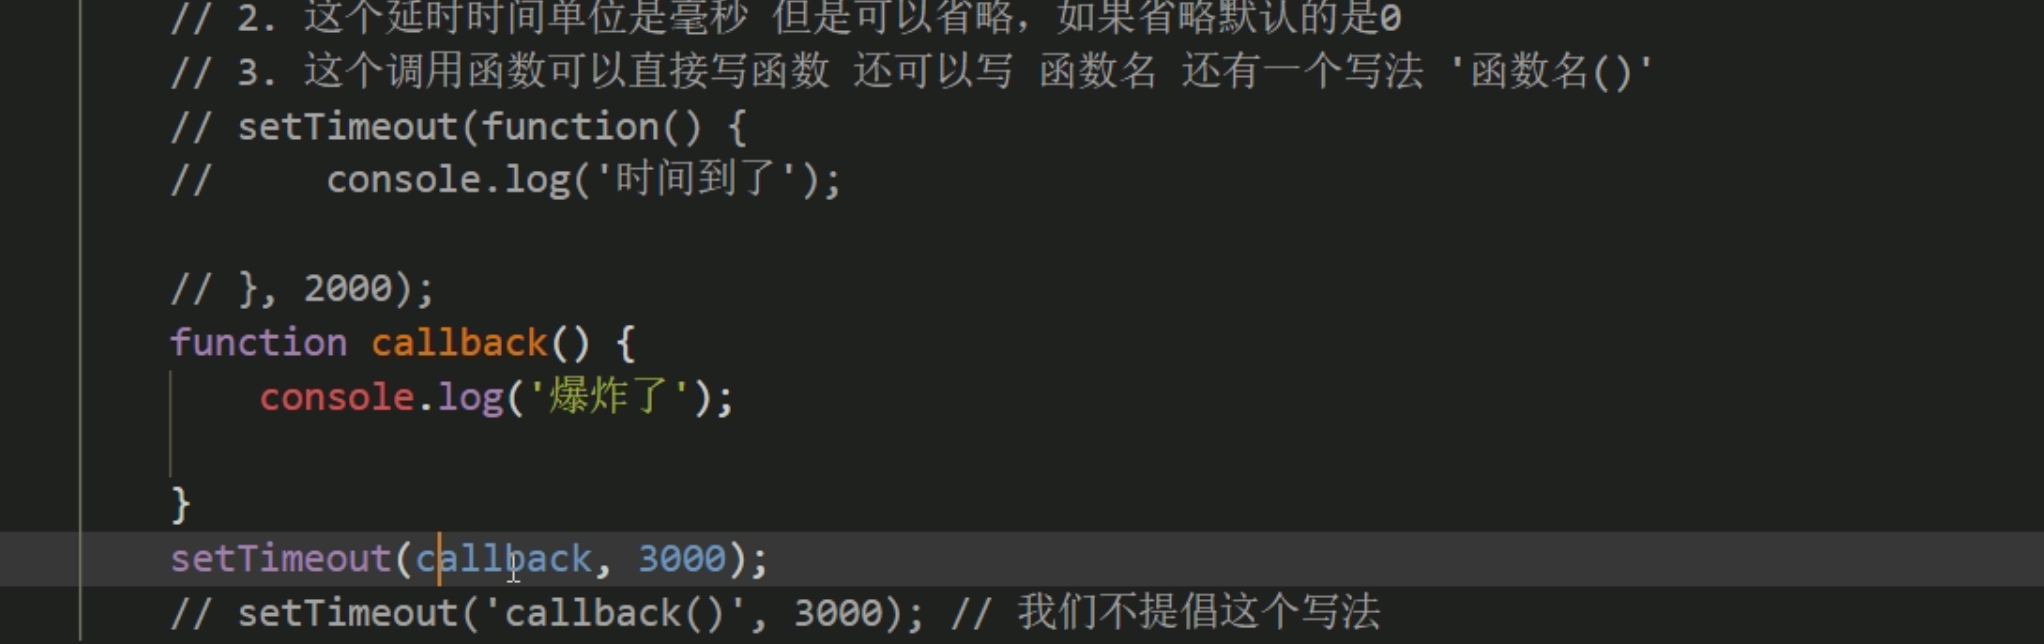 // 2. 这个延时时间单位是毫秒 但是可以省略，如果省略默认的是0
// 3. 这个调用函数可以直接写函数 还可以写 函数名 还有一个写法 '函数名()'
// setTimeout(function() {
//     console.log('时间到了');
// }, 2000);
function callback() {
    console.log('爆炸了');
}
setTimeout(callback, 3000);
// setTimeout('callback()', 3000); // 我们不提倡这个写法